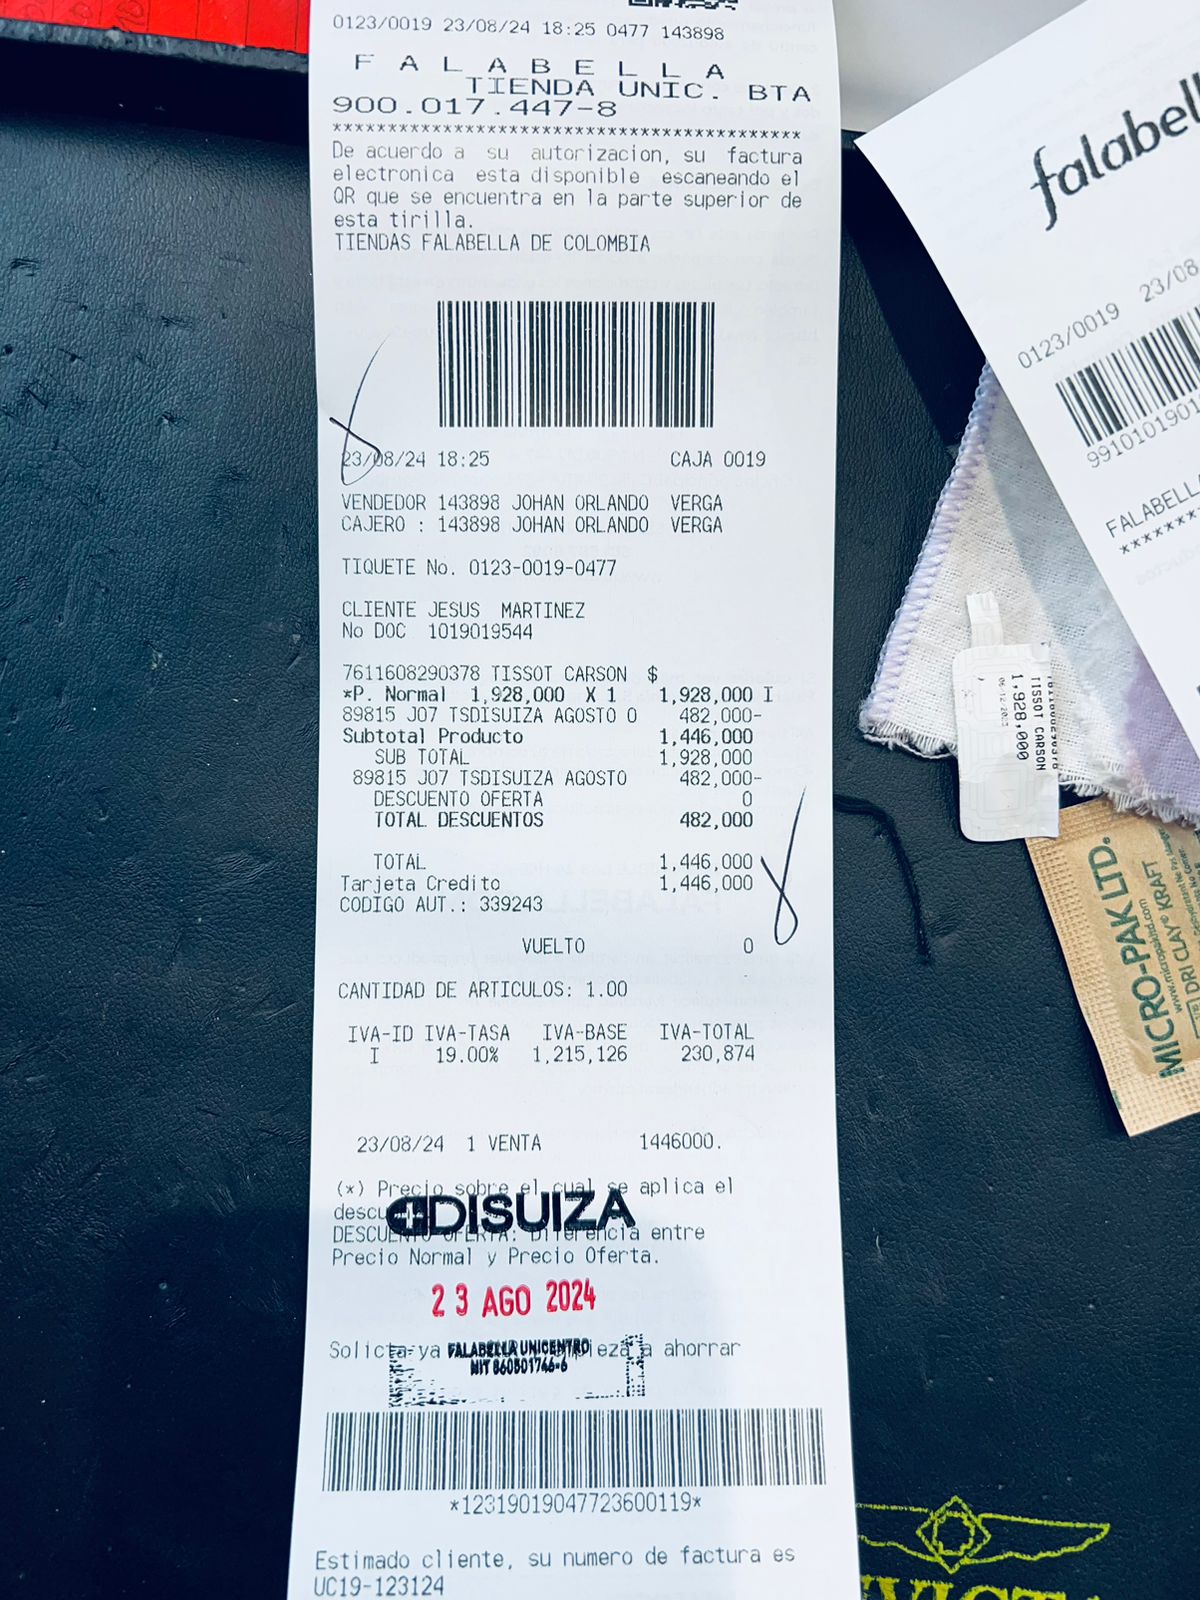 0123/0019 23/08/24 18:25 0477 143898
F A L A B E L L A
TIENDA UNIC. BTA
900.017.447-8
*******************************************
De acuerdo a su autorizacion, su factura
electronica esta disponible escaneando el
QR que se encuentra en la parte superior de
esta tirilla.
TIENDAS FALABELLA DE COLOMBIA
23/08/24 18:25 CAJA 0019
VENDEDOR 143898 JOHAN ORLANDO VERGA
CAJERO : 143898 JOHAN ORLANDO VERGA
TIQUETE No. 0123-0019-0477
CLIENTE JESUS MARTINEZ
No DOC 1019019544
7611608290378 TISSOT CARSON $
*P. Normal 1,928,000 X 1 1,928,000 I
89815 J07 TSDISUIZA AGOSTO 0 482,000-
Subtotal Producto 1,446,000
SUB TOTAL 1,928,000
89815 J07 TSDISUIZA AGOSTO 482,000-
DESCUENTO OFERTA 0
TOTAL DESCUENTOS 482,000
TOTAL 1,446,000
Tarjeta Credito 1,446,000
CODIGO AUT.: 339243
VUELTO 0
CANTIDAD DE ARTICULOS: 1.00
IVA-ID IVA-TASA IVA-BASE IVA-TOTAL
I 19.00% 1,215,126 230,874
23/08/24 1 VENTA 1446000.
(*) Precio sobre el cual se aplica el
descu
DISUIZA
DESCUENTO OFERTA: Diferencia entre
Precio Normal y Precio Oferta.
23 AGO 2024
Solicita ya a ahorrar
FALABELLA UNICENTRO
NIT 860501746-6
*12319019047723600119*
Estimado cliente, su numero de factura es
UC19-123124
falabell
0123/0019 23/08
9910101901
FALABELLA
TISSOT CARSON
1,928,000
MICRO-PAK LTD.
www.micropakltd.com
DRI CLAY® KRAFT